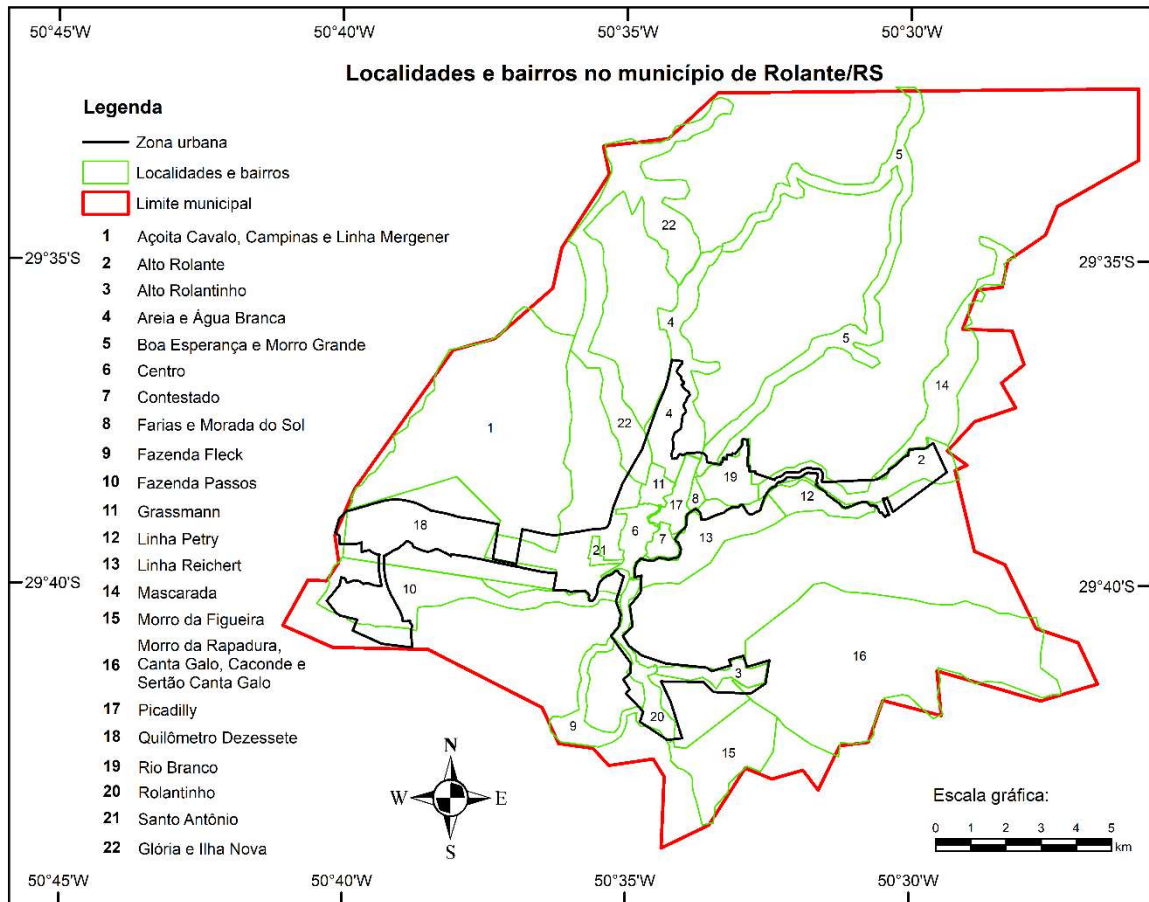 50°45'W 50°40'W 50°35'W 50°30'W
Localidades e bairros no município de Rolante/RS
Legenda
Zona urbana
Localidades e bairros
Limite municipal
1 Açoita Cavalo, Campinas e Linha Mergener
2 Alto Rolante
3 Alto Rolantinho
4 Areia e Água Branca
5 Boa Esperança e Morro Grande
6 Centro
7 Contestado
8 Farias e Morada do Sol
9 Fazenda Fleck
10 Fazenda Passos
11 Grassmann
12 Linha Petry
13 Linha Reichert
14 Mascarada
15 Morro da Figueira
Morro da Rapadura,
16 Canta Galo, Caconde e
Sertão Canta Galo
17 Picadilly
18 Quilômetro Dezessete
19 Rio Branco
20 Rolantinho
21 Santo Antônio
22 Glória e Ilha Nova
29°35'S 29°35'S
29°40'S 29°40'S
5
22
4
5
14
1
4
22
2
19
11
12
17
8
18
6
13
7
21
10
16
3
20
9
15
N
W E
S
Escala gráfica:
0 1 2 3 4 5
km
50°45'W 50°40'W 50°35'W 50°30'W